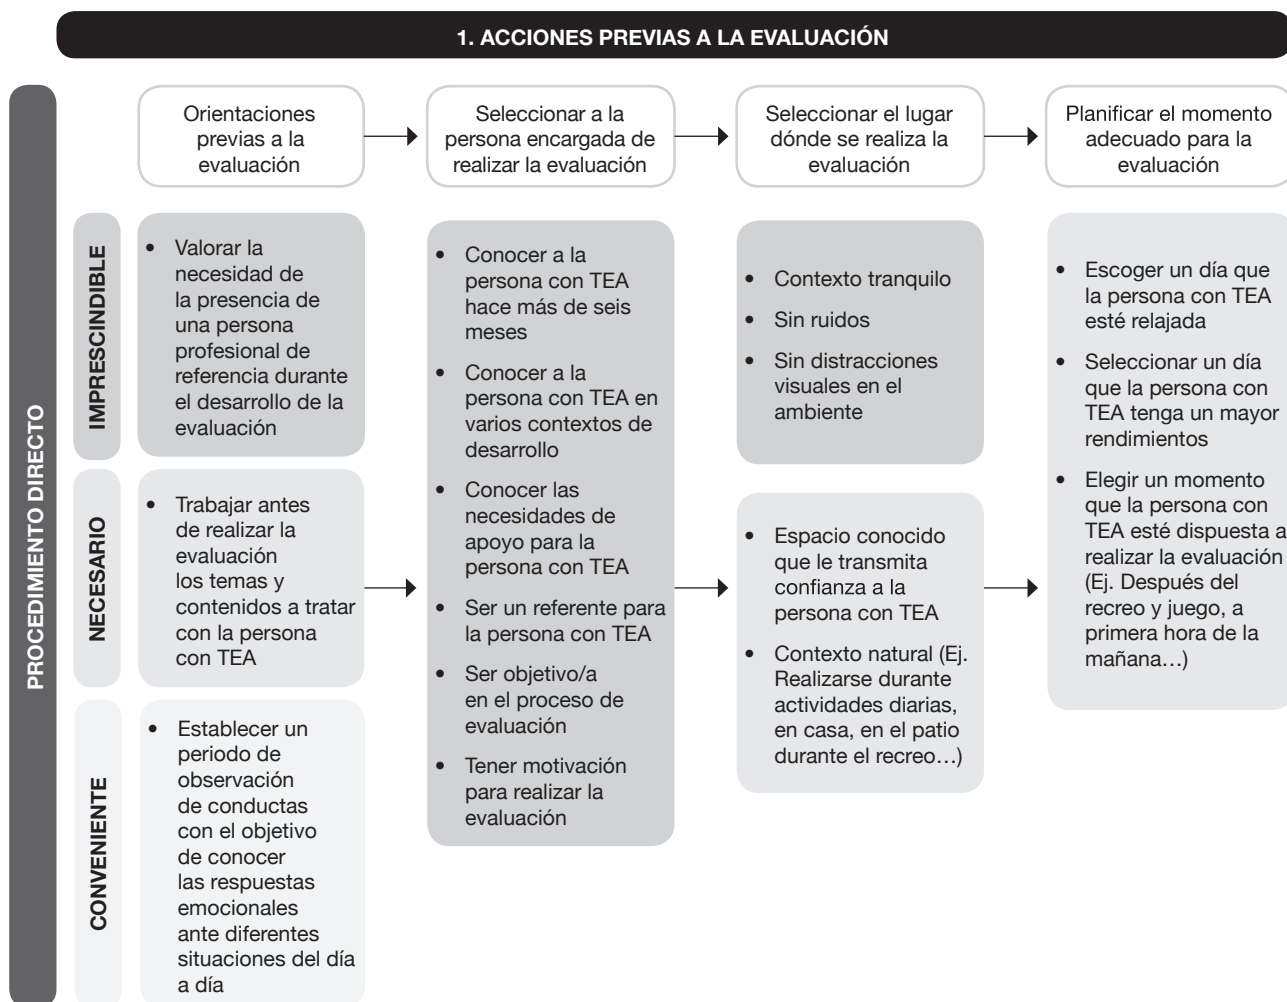 1. ACCIONES PREVIAS A LA EVALUACIÓN
PROCEDIMIENTO DIRECTO
Orientaciones
previas a la
evaluación
Seleccionar a la
persona encargada de
realizar la evaluación
Seleccionar el lugar
dónde se realiza la
evaluación
Planificar el momento
adecuado para la
evaluación
IMPRESCINDIBLE
• Valorar la
necesidad de
la presencia de
una persona
profesional de
referencia durante
el desarrollo de la
evaluación
NECESARIO
• Trabajar antes
de realizar la
evaluación
los temas y
contenidos a tratar
con la persona
con TEA
CONVENIENTE
• Establecer un
periodo de
observación
de conductas
con el objetivo
de conocer
las respuestas
emocionales
ante diferentes
situaciones del día
a día
• Conocer a la
persona con TEA
hace más de seis
meses
• Conocer a la
persona con TEA en
varios contextos de
desarrollo
• Conocer las
necesidades de
apoyo para la
persona con TEA
• Ser un referente para
la persona con TEA
• Ser objetivo/a
en el proceso de
evaluación
• Tener motivación
para realizar la
evaluación
• Contexto tranquilo
• Sin ruidos
• Sin distracciones
visuales en el
ambiente
• Espacio conocido
que le transmita
confianza a la
persona con TEA
• Contexto natural (Ej.
Realizarse durante
actividades diarias,
en casa, en el patio
durante el recreo…)
• Escoger un día que
la persona con TEA
esté relajada
• Seleccionar un día
que la persona con
TEA tenga un mayor
rendimientos
• Elegir un momento
que la persona con
TEA esté dispuesta a
realizar la evaluación
(Ej. Después del
recreo y juego, a
primera hora de la
mañana…)